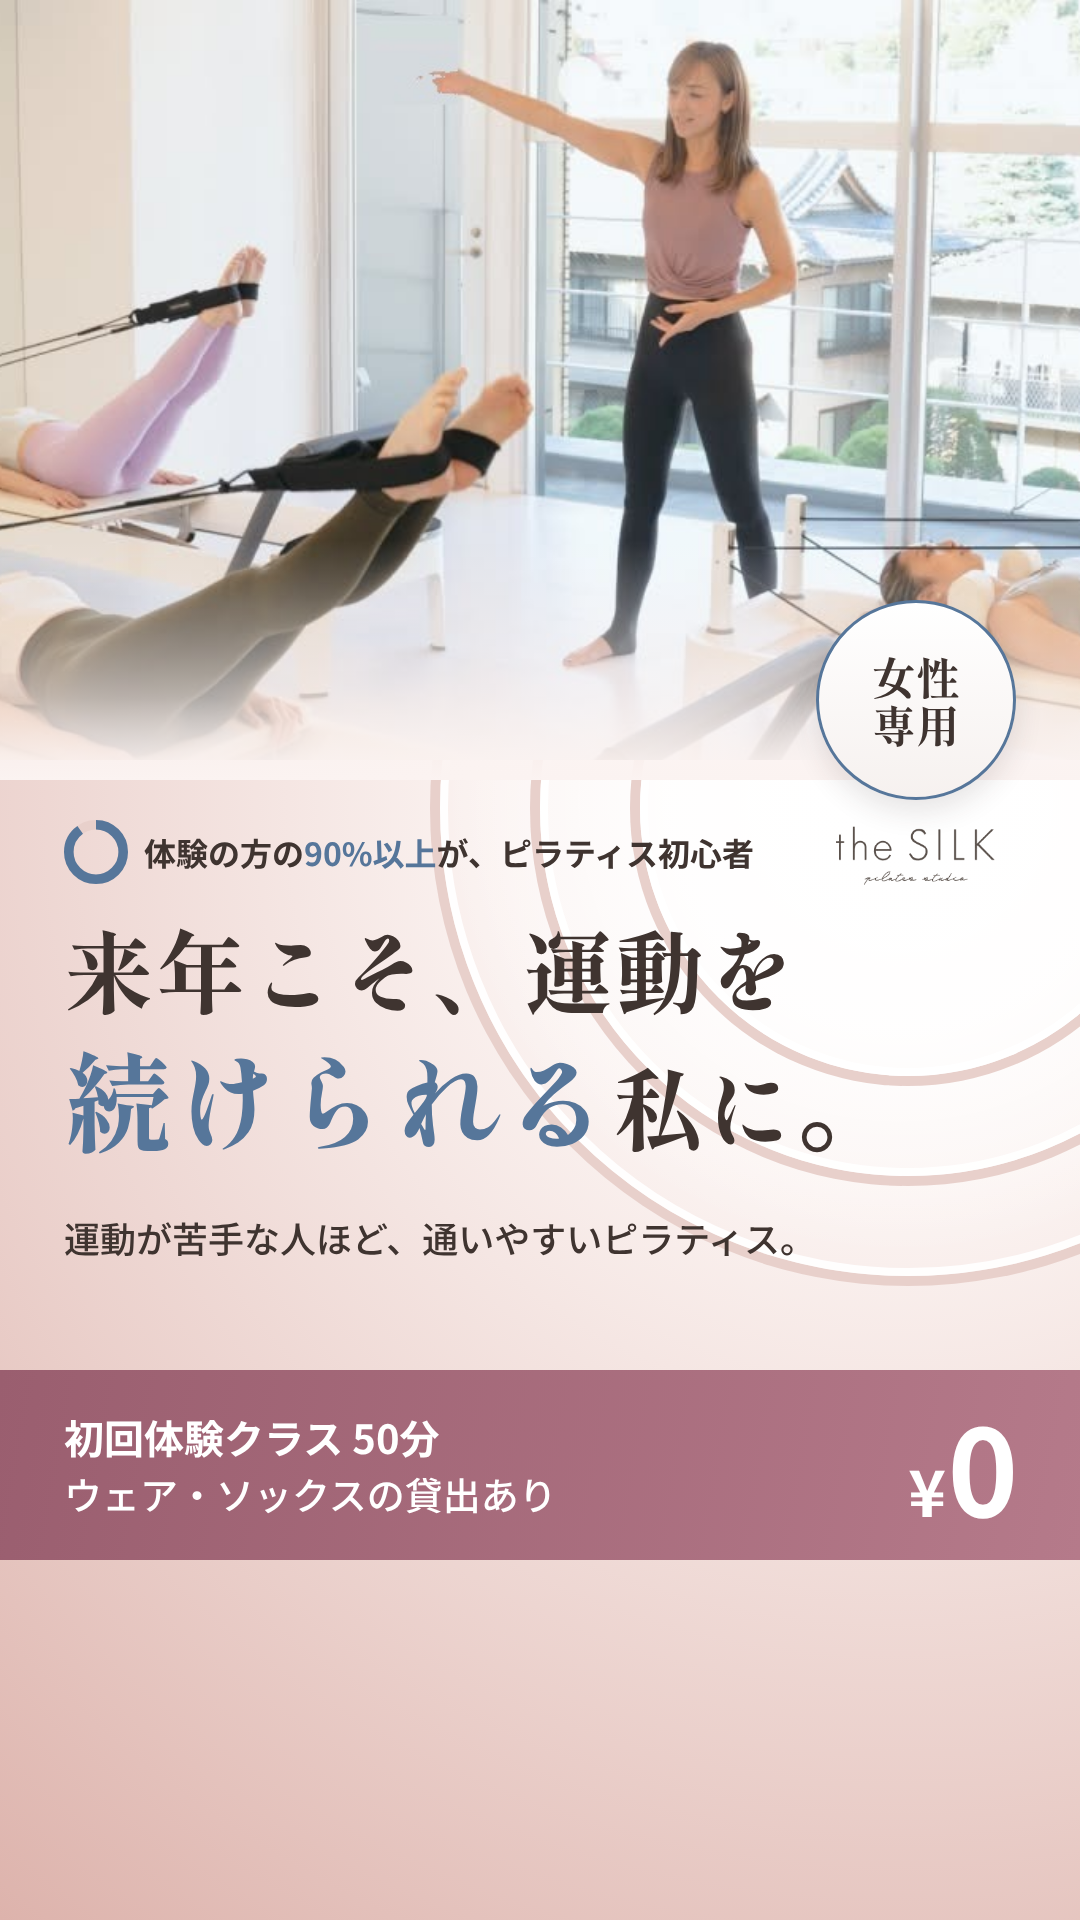 女性
専用
体験の方の90%以上が、ピラティス初心者
the SILK
pilates studio
来年こそ、運動を
続けられる私に。
運動が苦手な人ほど、通いやすいピラティス。
初回体験クラス 50分
ウェア・ソックスの貸出あり
¥0